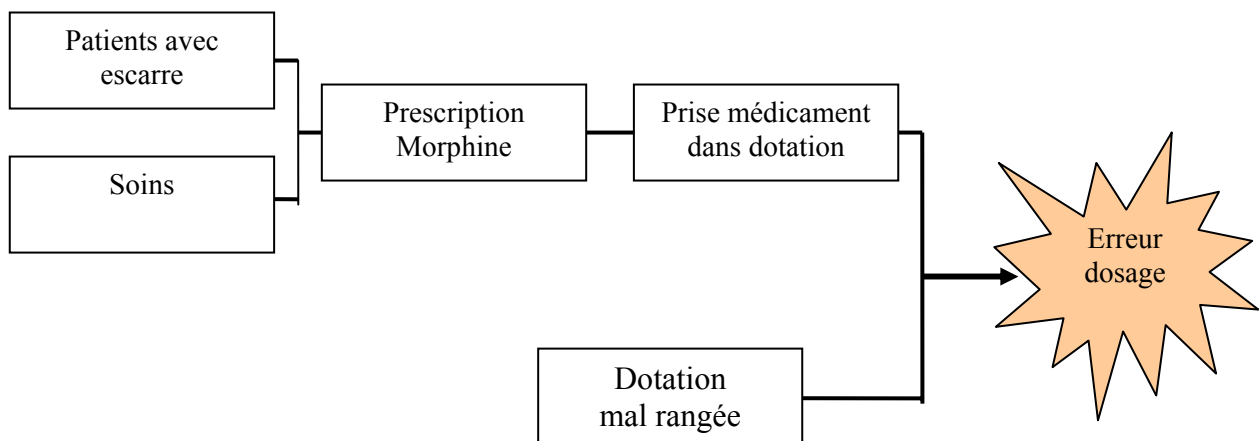 Patients avec
escarre
Soins
Prescription
Morphine
Prise médicament
dans dotation
Dotation
mal rangée
Erreur
dosage